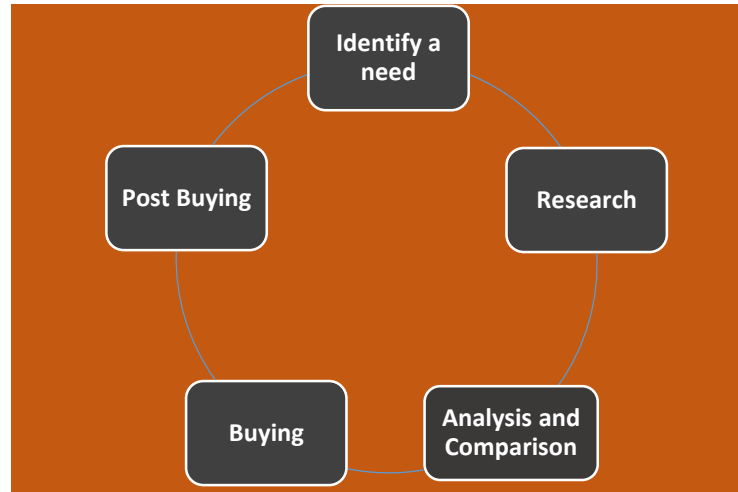 Identify a
need
Research
Analysis and
Comparison
Buying
Post Buying